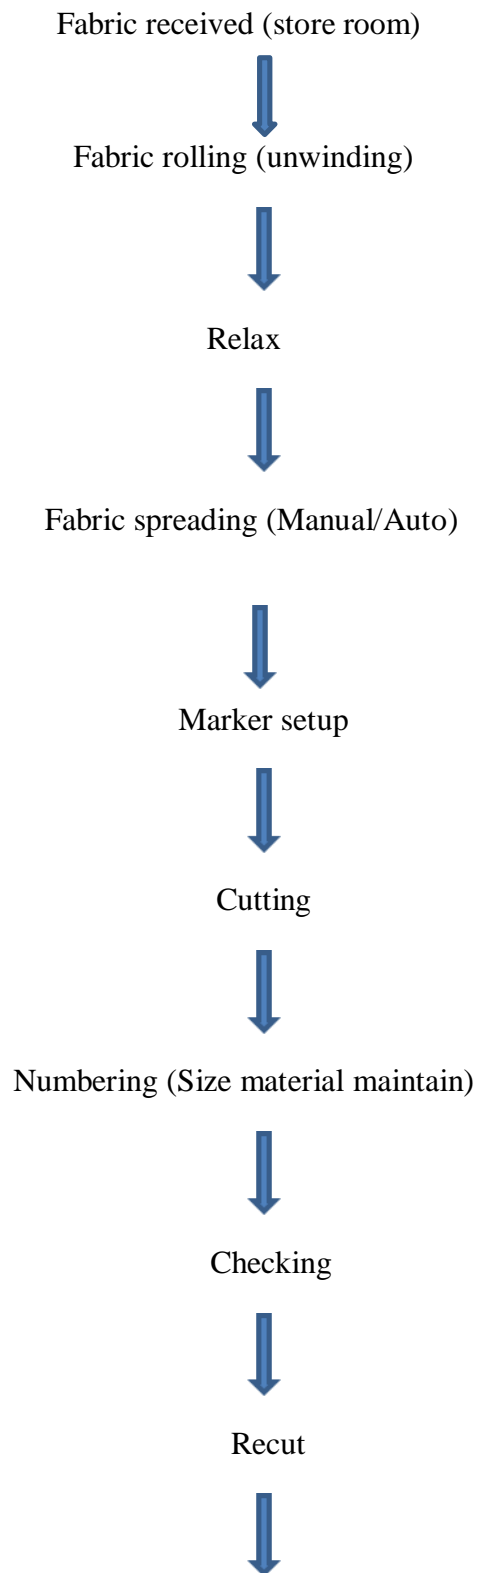 Fabric received (store room)
Fabric rolling (unwinding)
Relax
Fabric spreading (Manual/Auto)
Marker setup
Cutting
Numbering (Size material maintain)
Checking
Recut